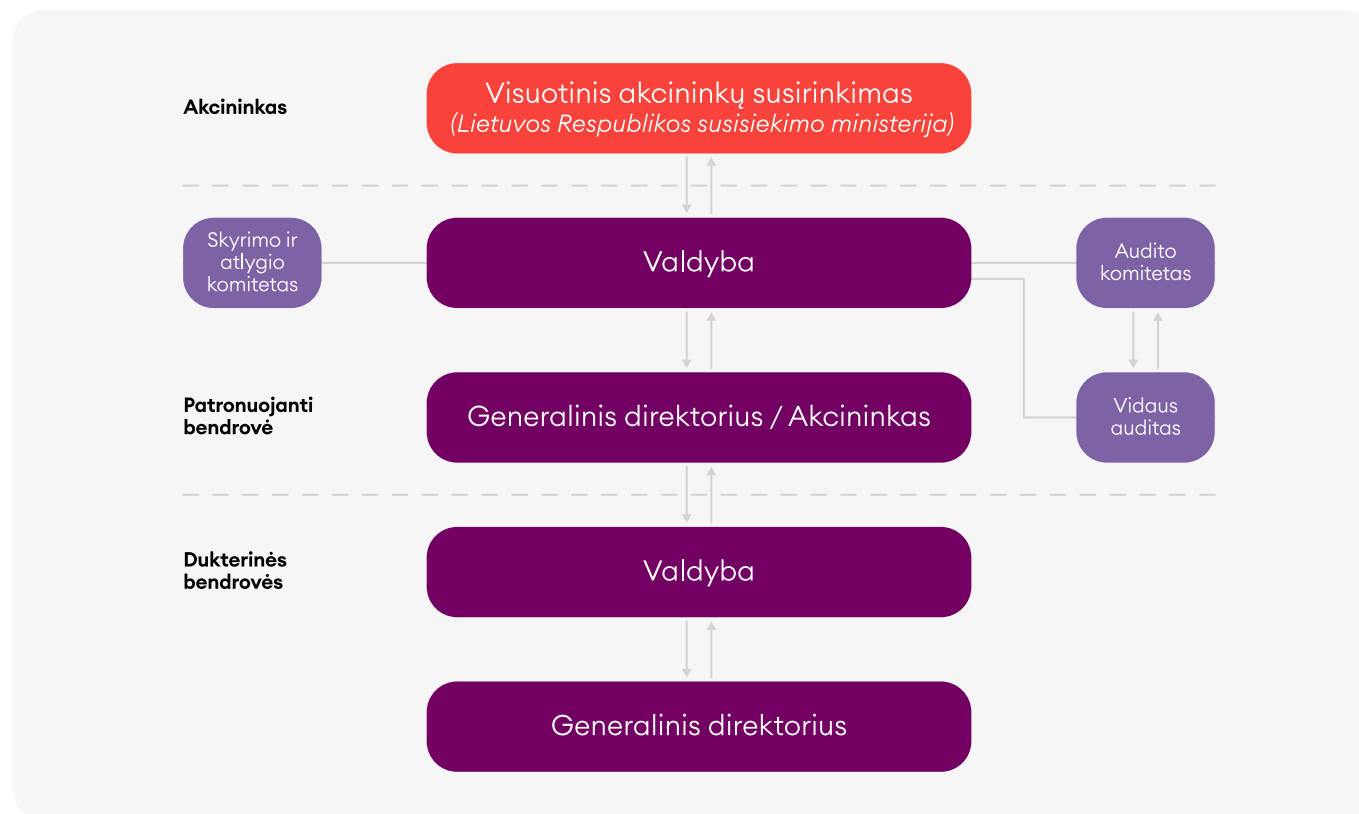 Akcininkas
Visuotinis akcininkų susirinkimas
(Lietuvos Respublikos susisiekimo ministerija)
Skyrimo ir
atlygio
komitetas
Valdyba
Audito
komitetas
Patronuojanti
bendrovė
Generalinis direktorius / Akcininkas
Vidaus
auditas
Dukterinės
bendrovės
Valdyba
Generalinis direktorius